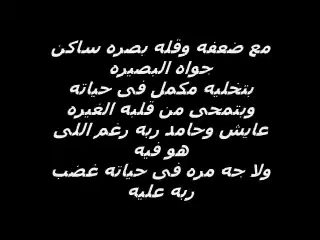 مع ضعفه وقله بصره ساكن
جواه البصيره
بتخليه مكمل فى حياته
وبتمحى من قلبه الغيره
عايش وحامد ربه رغم اللى
هو فيه
ولا جه مره فى حياته غضب
ربه عليه